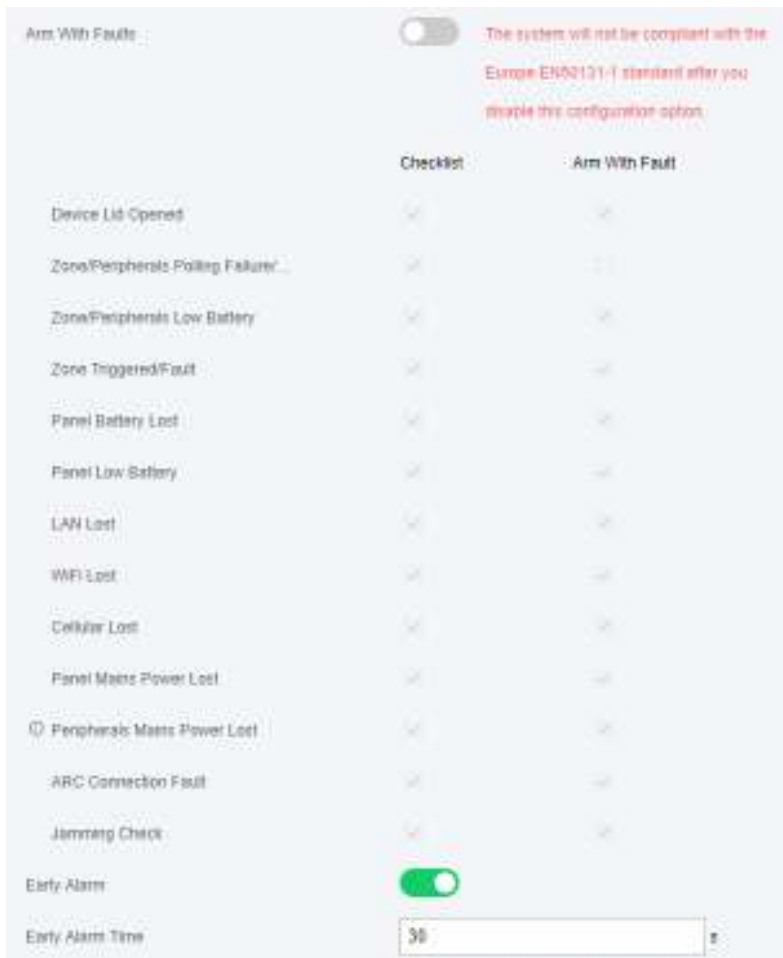 Arm With Faults
The system will not be compliant with the
Europe EN50131-1 standard after you
disable this configuration option.
Checklist Arm With Fault
Device Lid Opened
Zone/Peripherals Polling Failure/...
Zone/Peripherals Low Battery
Zone Triggered/Fault
Panel Battery Lost
Panel Low Battery
LAN Lost
WiFi Lost
Cellular Lost
Panel Mains Power Lost
Peripherals Mains Power Lost
ARC Connection Fault
Jamming Check
Early Alarm
Early Alarm Time 30 s